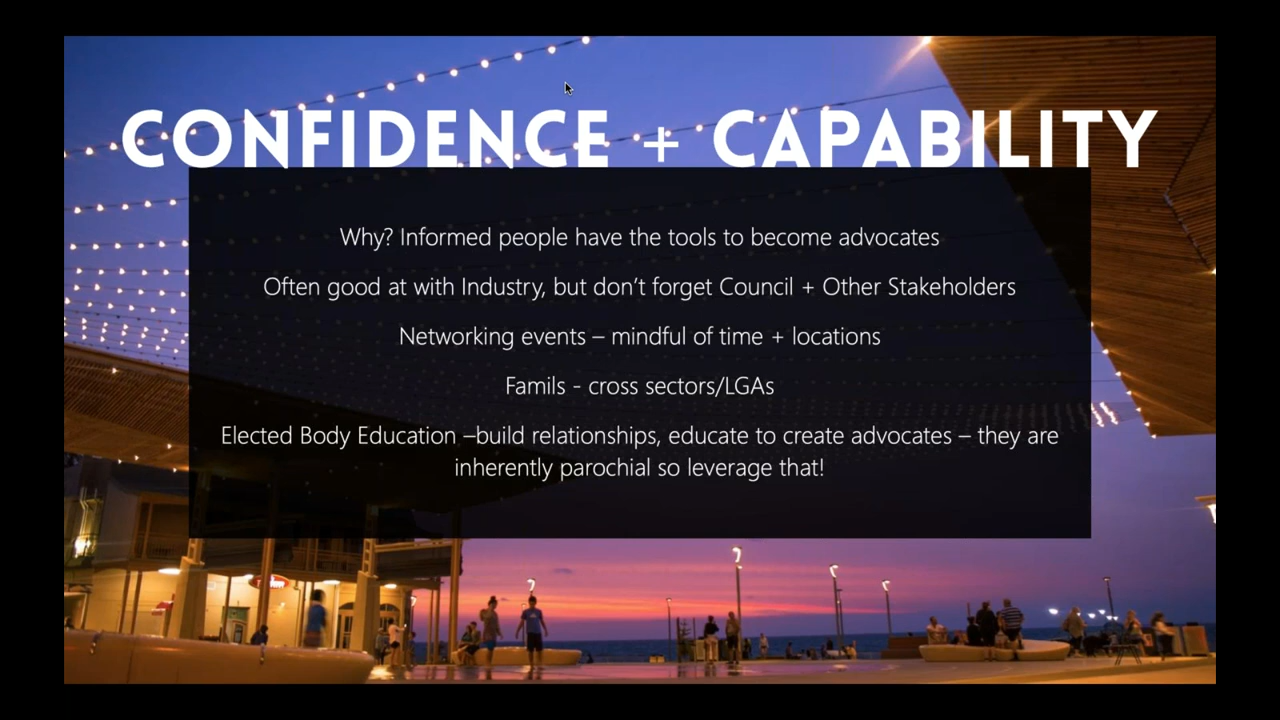 CONFIDENCE + CAPABILITY
Why? Informed people have the tools to become advocates
Often good at with Industry, but don’t forget Council + Other Stakeholders
Networking events – mindful of time + locations
Famils - cross sectors/LGAs
Elected Body Education –build relationships, educate to create advocates – they are
inherently parochial so leverage that!